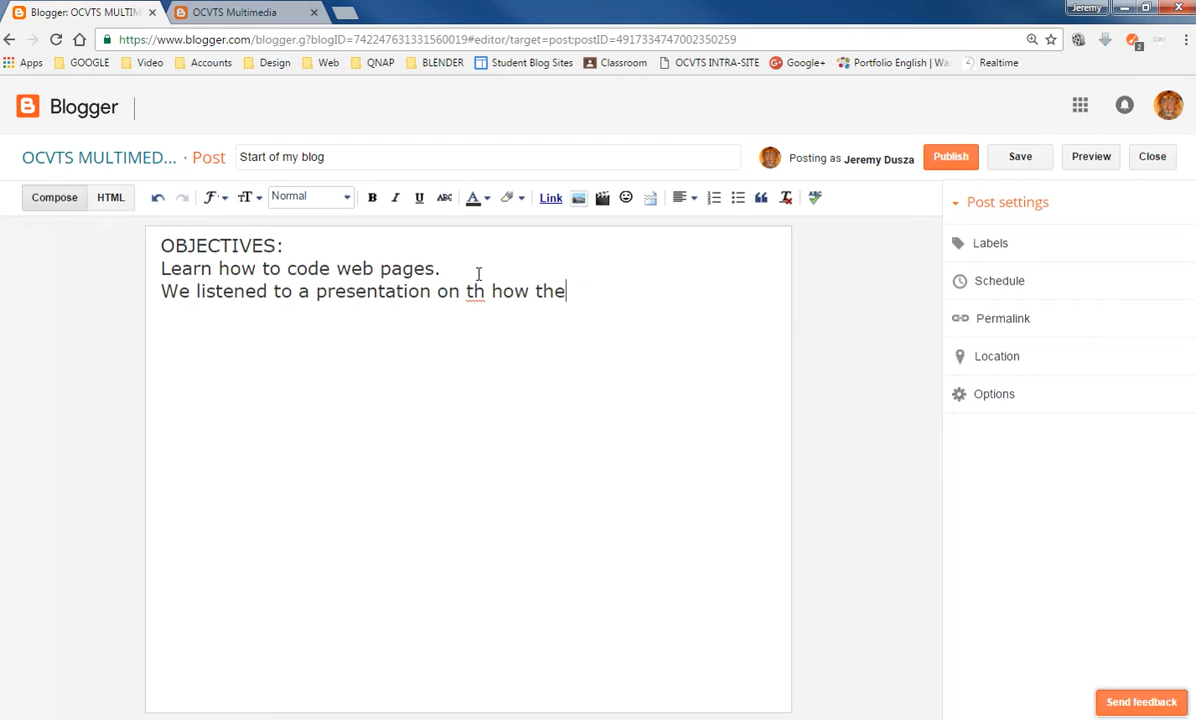 Blogger: OCVTS MULTIM
OCVTS Multimedia
Jeremy
https://www.blogger.com/blogger.g?blogID=742247631331560019#editor/target=post;postID=4917334747002350259
2
Apps GOOGLE Video Accounts Design Web QNAP BLENDER Student Blog Sites Classroom OCVTS INTRA-SITE Google+ Portfolio English | Wa Realtime
Blogger
OCVTS MULTIMED... · Post Start of my blog Posting as Jeremy Dusza Publish Save Preview Close
Compose HTML Normal B I U ABC A Link
Post settings
OBJECTIVES:
Learn how to code web pages.
We listened to a presentation on th how the
Labels
Schedule
Permalink
Location
Options
Send feedback